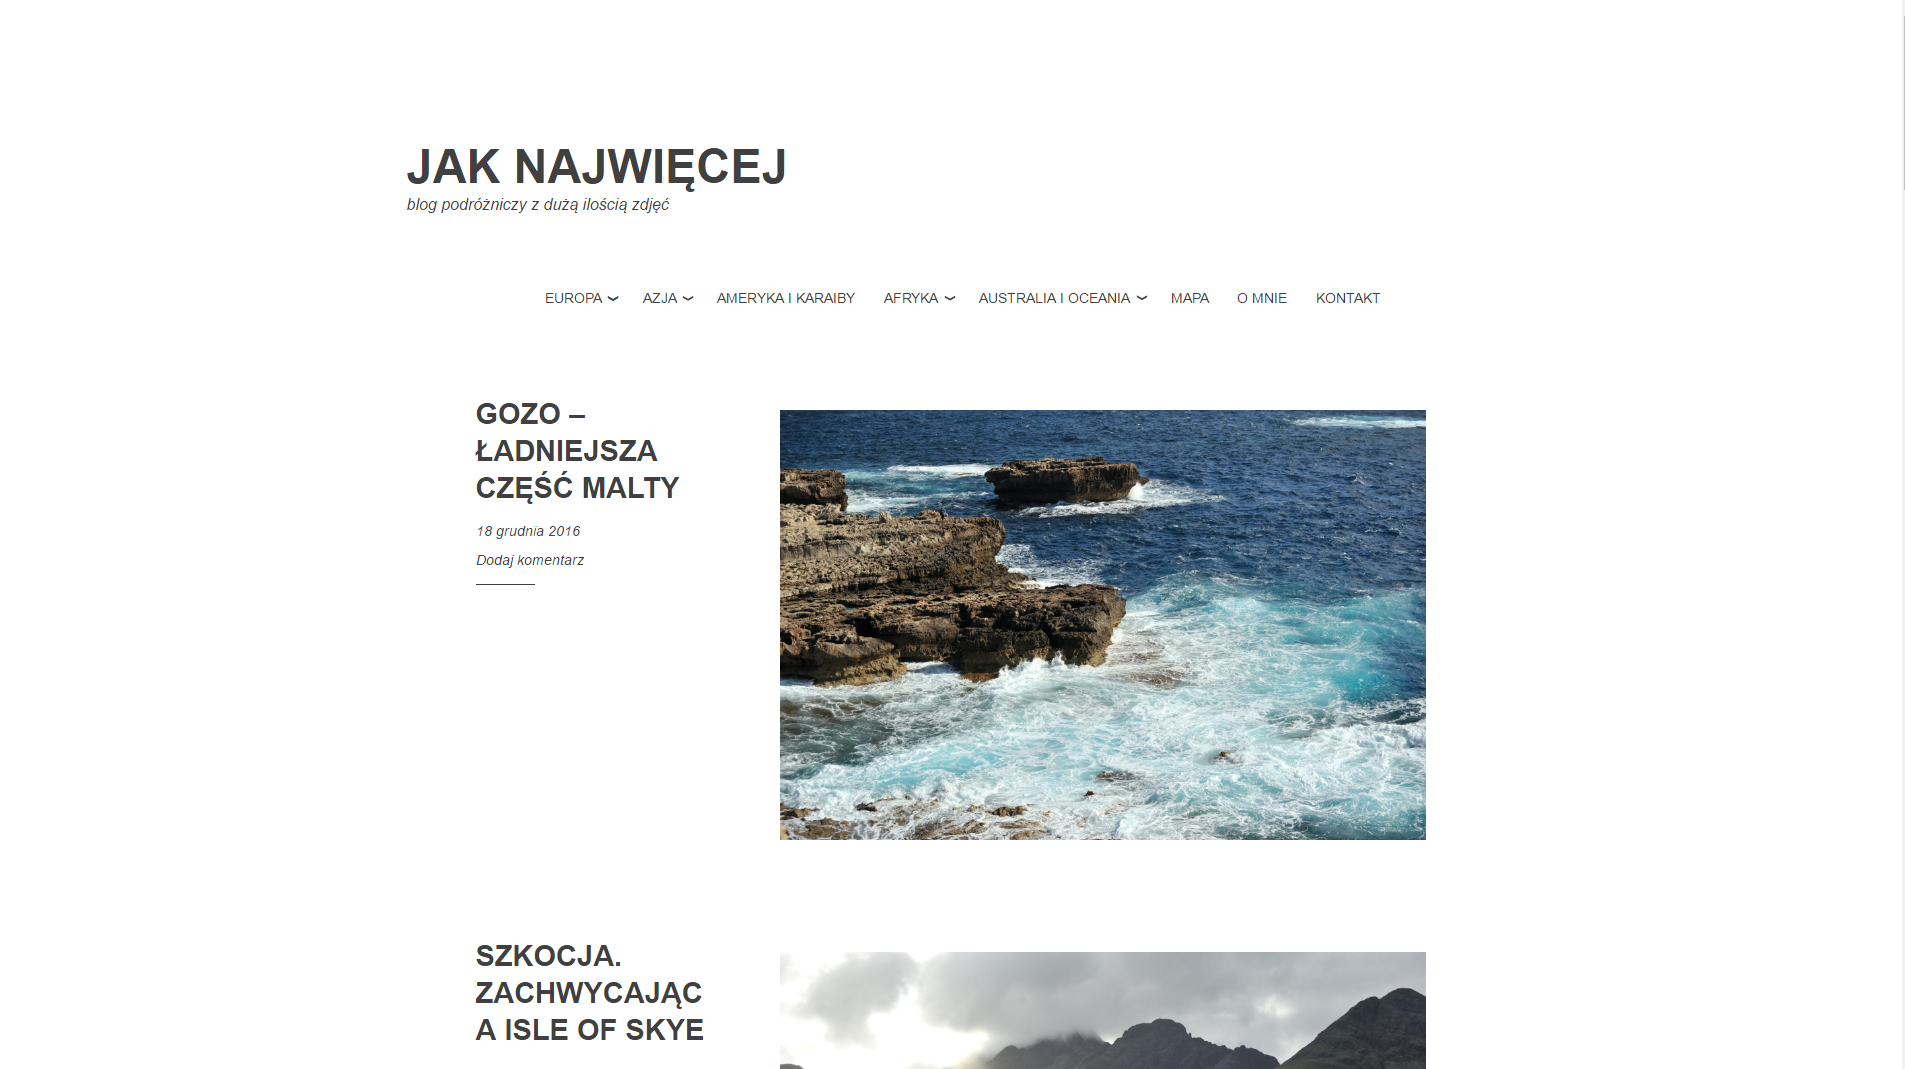 JAK NAJWIĘCEJ
blog podróżniczy z dużą ilością zdjęć
EUROPA AZJA AMERYKA I KARAIBY AFRYKA AUSTRALIA I OCEANIA MAPA O MNIE KONTAKT
GOZO –
ŁADNIEJSZA
CZĘŚĆ MALTY
18 grudnia 2016
Dodaj komentarz
SZKOCJA.
ZACHWYCAJĄC
A ISLE OF SKYE